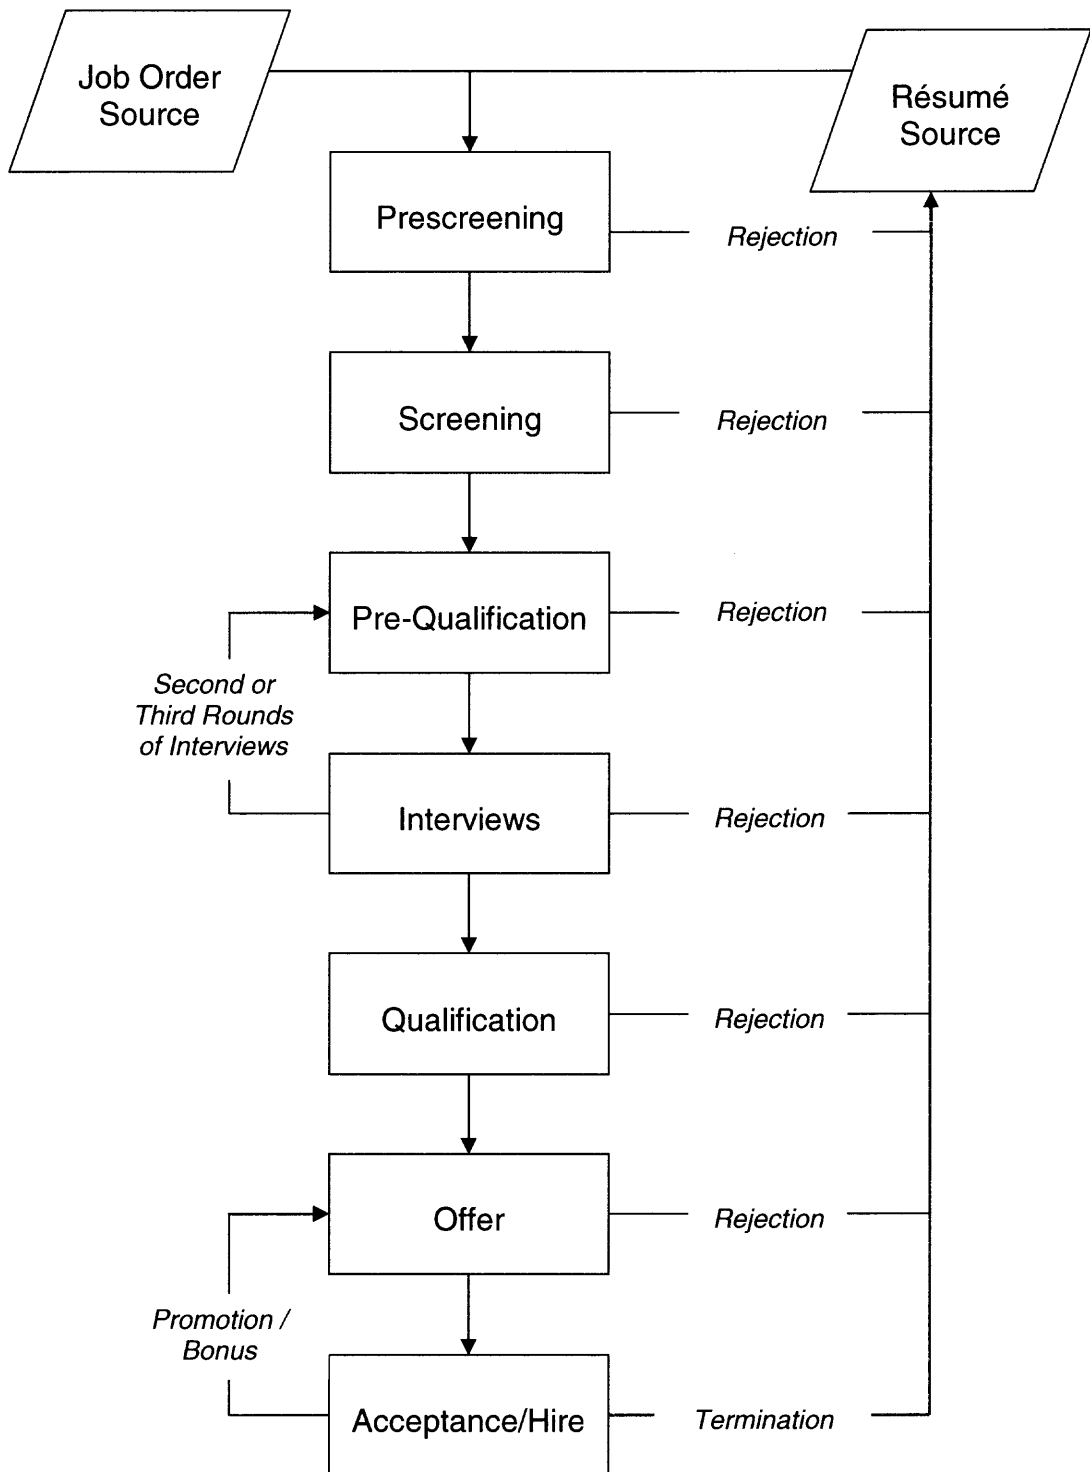 Job Order
Source
Résumé
Source
Prescreening
Rejection
Screening
Rejection
Pre-Qualification
Rejection
Second or
Third Rounds
of Interviews
Interviews
Rejection
Qualification
Rejection
Offer
Rejection
Promotion /
Bonus
Acceptance/Hire
Termination